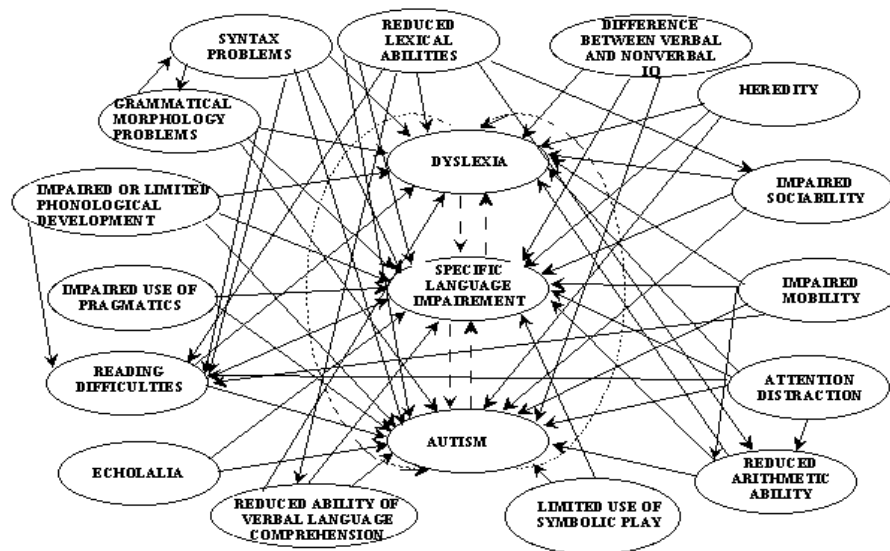 SYNTAX
PROBLEMS
REDUCED
LEXICAL
ABILITIES
DIFFERENCE
BETWEEN VERBAL
AND NONVERBAL
IQ
HEREDITY
GRAMMATICAL
MORPHOLOGY
PROBLEMS
DYSLEXIA
IMPAIRED OR LIMITED
PHONOLOGICAL
DEVELOPMENT
IMPAIRED
SOCIABILITY
SPECIFIC
LANGUAGE
IMPAIREMENT
IMPAIRED USE OF
PRAGMATICS
IMPAIRED
MOBILITY
READING
DIFFICULTIES
ATTENTION
DISTRACTION
AUTISM
ECHOLALIA
REDUCED
ARITHMETIC
ABILITY
REDUCED ABILITY OF
VERBAL LANGUAGE
COMPREHENSION
LIMITED USE OF
SYMBOLIC PLAY